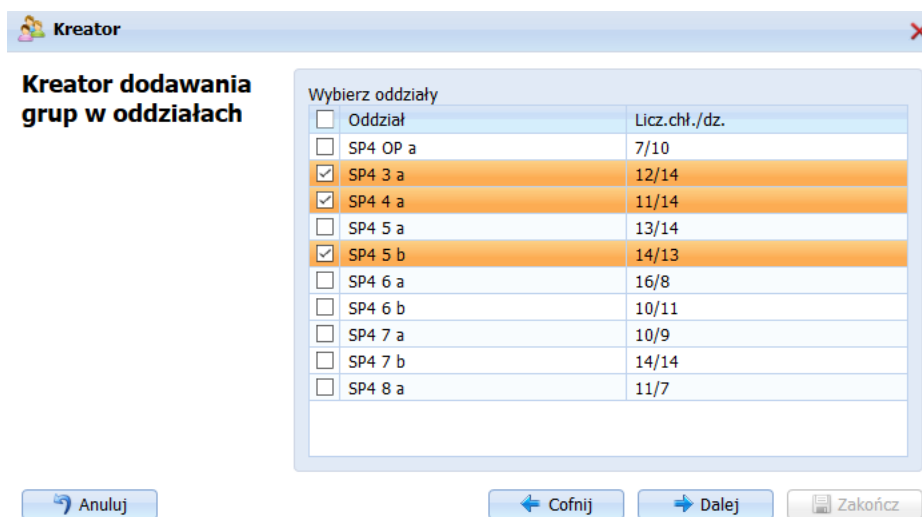 Kreator
Kreator dodawania
grup w oddziałach
Wybierz oddziały
Oddział Licz.chł./dz.
SP4 OP a 7/10
SP4 3 a 12/14
SP4 4 a 11/14
SP4 5 a 13/14
SP4 5 b 14/13
SP4 6 a 16/8
SP4 6 b 10/11
SP4 7 a 10/9
SP4 7 b 14/14
SP4 8 a 11/7
Anuluj Cofnij Dalej Zakończ